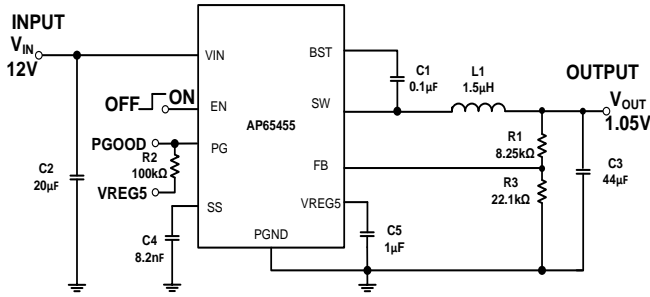 INPUT
VIN
12V
OFF ON
PGOOD
R2
100kΩ
VREG5
C2
20µF
C4
8.2nF
VIN
EN
PG
SS
PGND
AP65455
BST
SW
FB
VREG5
C1
0.1µF
L1
1.5µH
C5
1µF
OUTPUT
VOUT
1.05V
R1
8.25kΩ
R3
22.1kΩ
C3
44µF